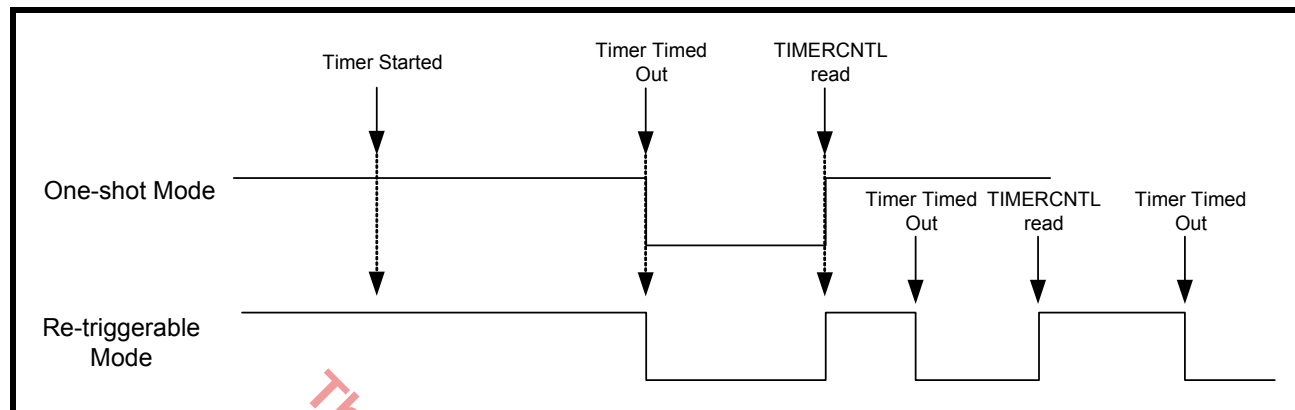 Timer Started
Timer Timed
Out
TIMERCNTL
read
One-shot Mode
Timer Timed
Out
TIMERCNTL
read
Timer Timed
Out
Re-triggerable
Mode
Th